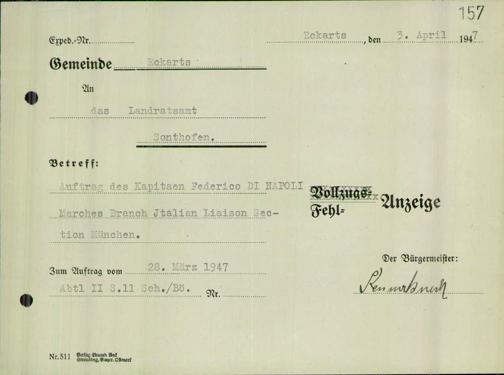 157
Exped.-Nr. Eckarts, den 3. April 1947
Gemeinde Eckarts
An
das Landratsamt
Sonthofen.
Betreff:
Auftrag des Kapitaen Federico DI NAPOLI
Marches Branch Jtalian Liaison Sec-
tion München.
Vollzugs-
Fehl- Anzeige
Zum Auftrag vom 28. März 1947
Abtl II S.11 Sch./Bö. Nr.
Der Bürgermeister:
Nr. 511